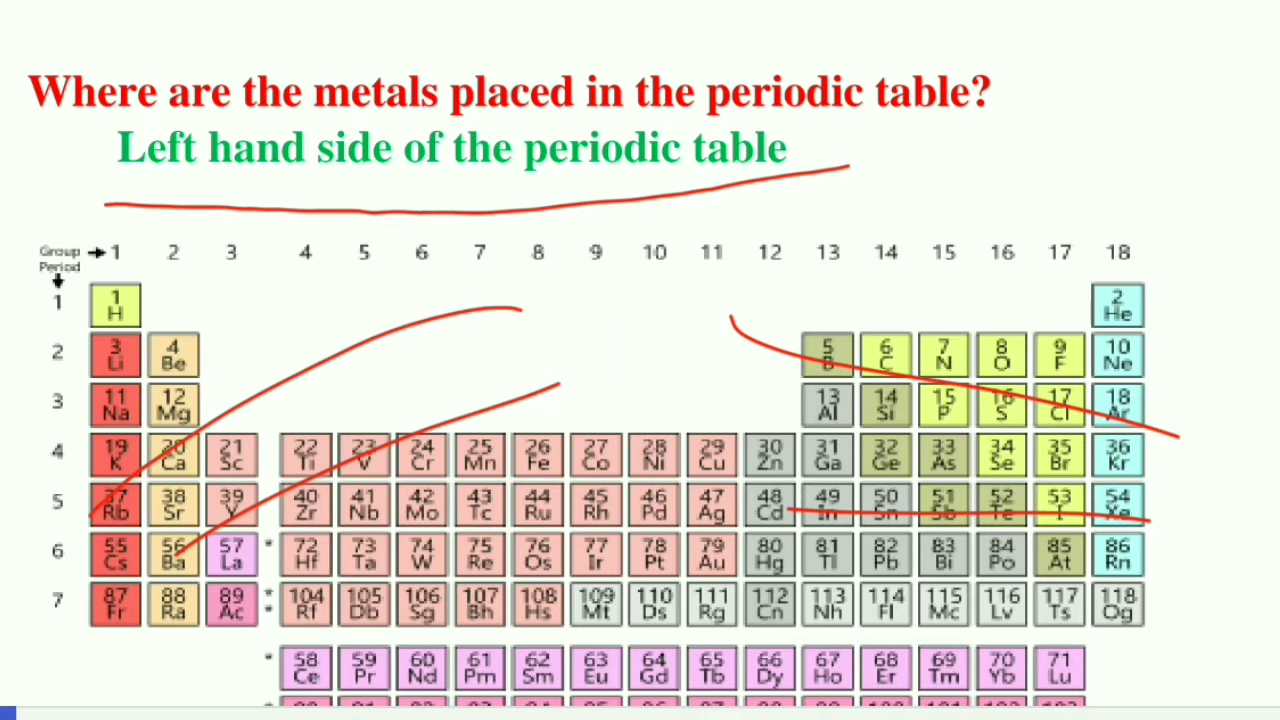 Where are the metals placed in the periodic table?
Left hand side of the periodic table
Group → 1 2 3 4 5 6 7 8 9 10 11 12 13 14 15 16 17 18
Period
1 1 2
H He
2 3 4 5 6 7 8 9 10
Li Be B C N O F Ne
3 11 12 13 14 15 16 17 18
Na Mg Al Si P S Cl Ar
4 19 20 21 22 23 24 25 26 27 28 29 30 31 32 33 34 35 36
K Ca Sc Ti V Cr Mn Fe Co Ni Cu Zn Ga Ge As Se Br Kr
5 37 38 39 40 41 42 43 44 45 46 47 48 49 50 51 52 53 54
Rb Sr Y Zr Nb Mo Tc Ru Rh Pd Ag Cd In Sn Sb Te I Xe
6 55 56 57 * 72 73 74 75 76 77 78 79 80 81 82 83 84 85 86
Cs Ba La Hf Ta W Re Os Ir Pt Au Hg Tl Pb Bi Po At Rn
7 87 88 89 * 104 105 106 107 108 109 110 111 112 113 114 115 116 117 118
Fr Ra Ac * Rf Db Sg Bh Hs Mt Ds Rg Cn Nh Fl Mc Lv Ts Og
* 58 59 60 61 62 63 64 65 66 67 68 69 70 71
Ce Pr Nd Pm Sm Eu Gd Tb Dy Ho Er Tm Yb Lu